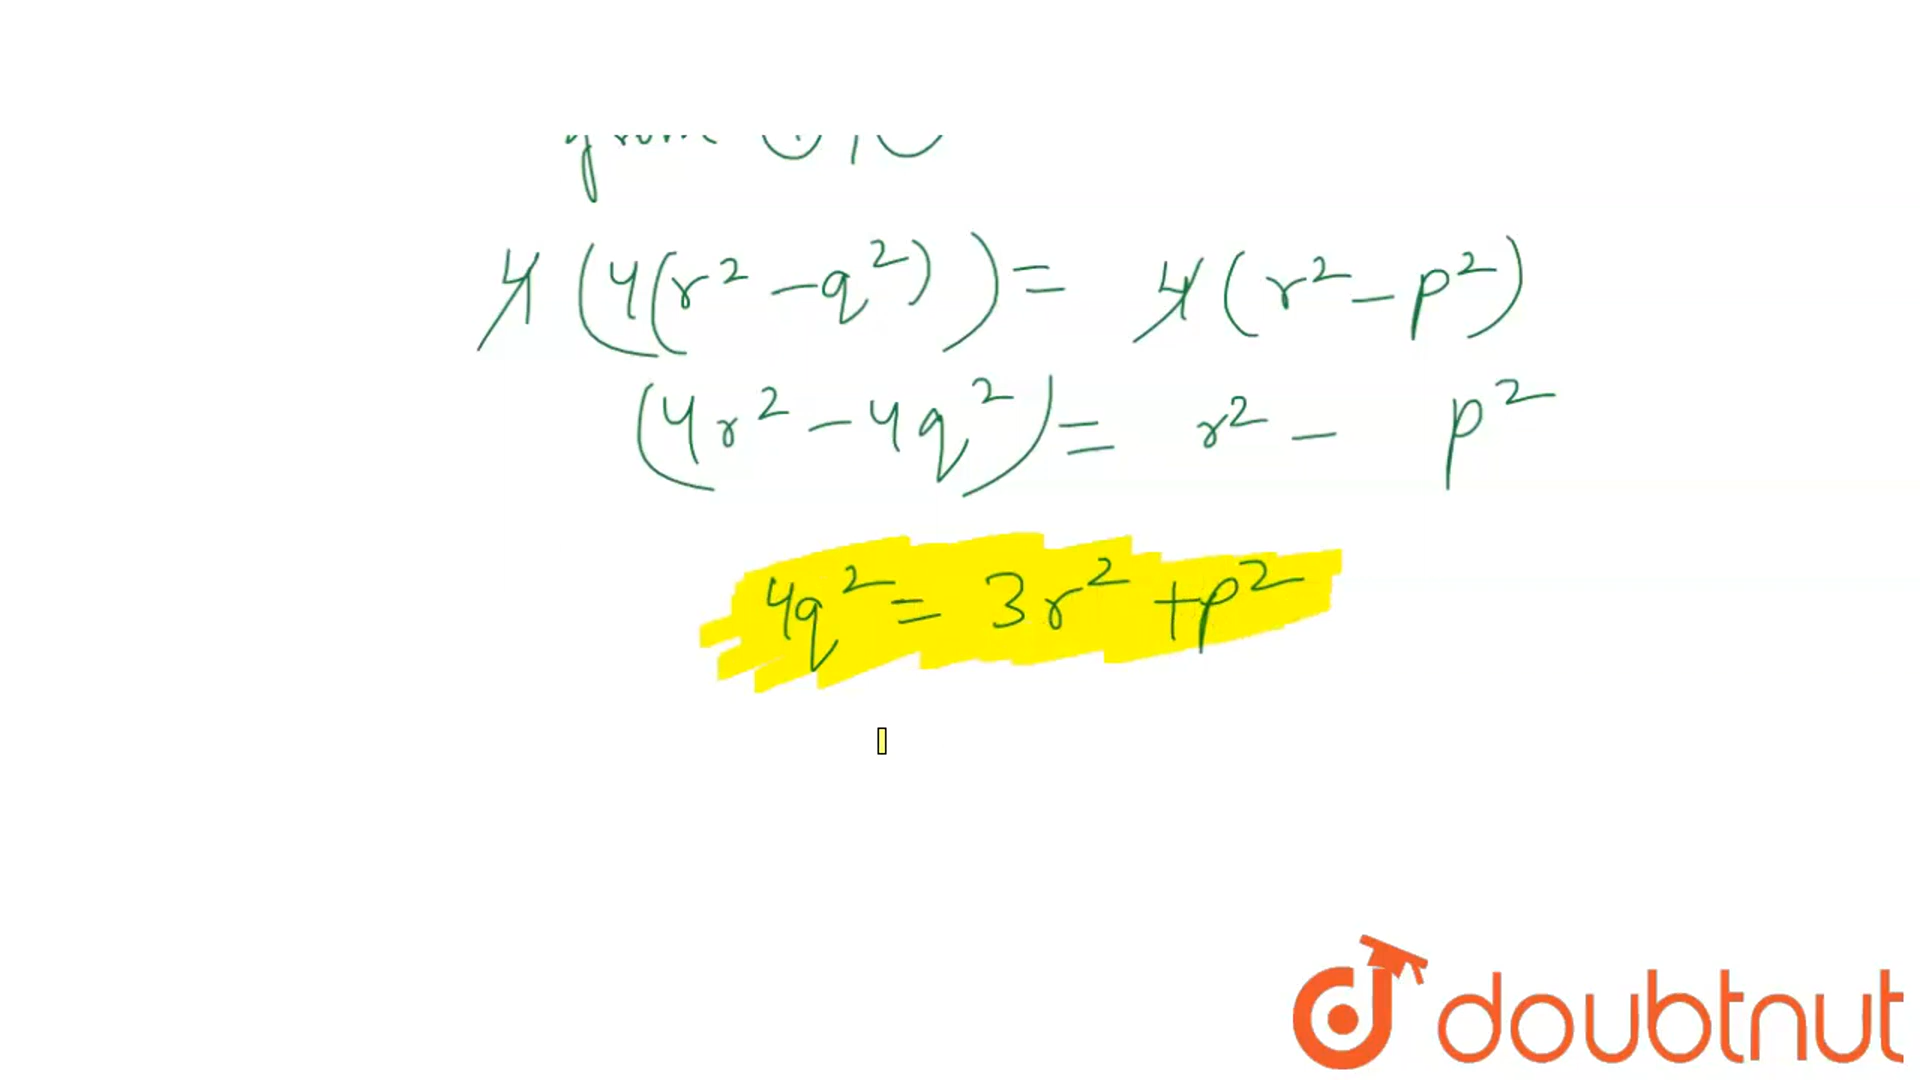 4(4(r² - q²)) = 4(r² - p²)
(4r² - 4q²) = r² - p²
4q² = 3r² + p²
doubtnut